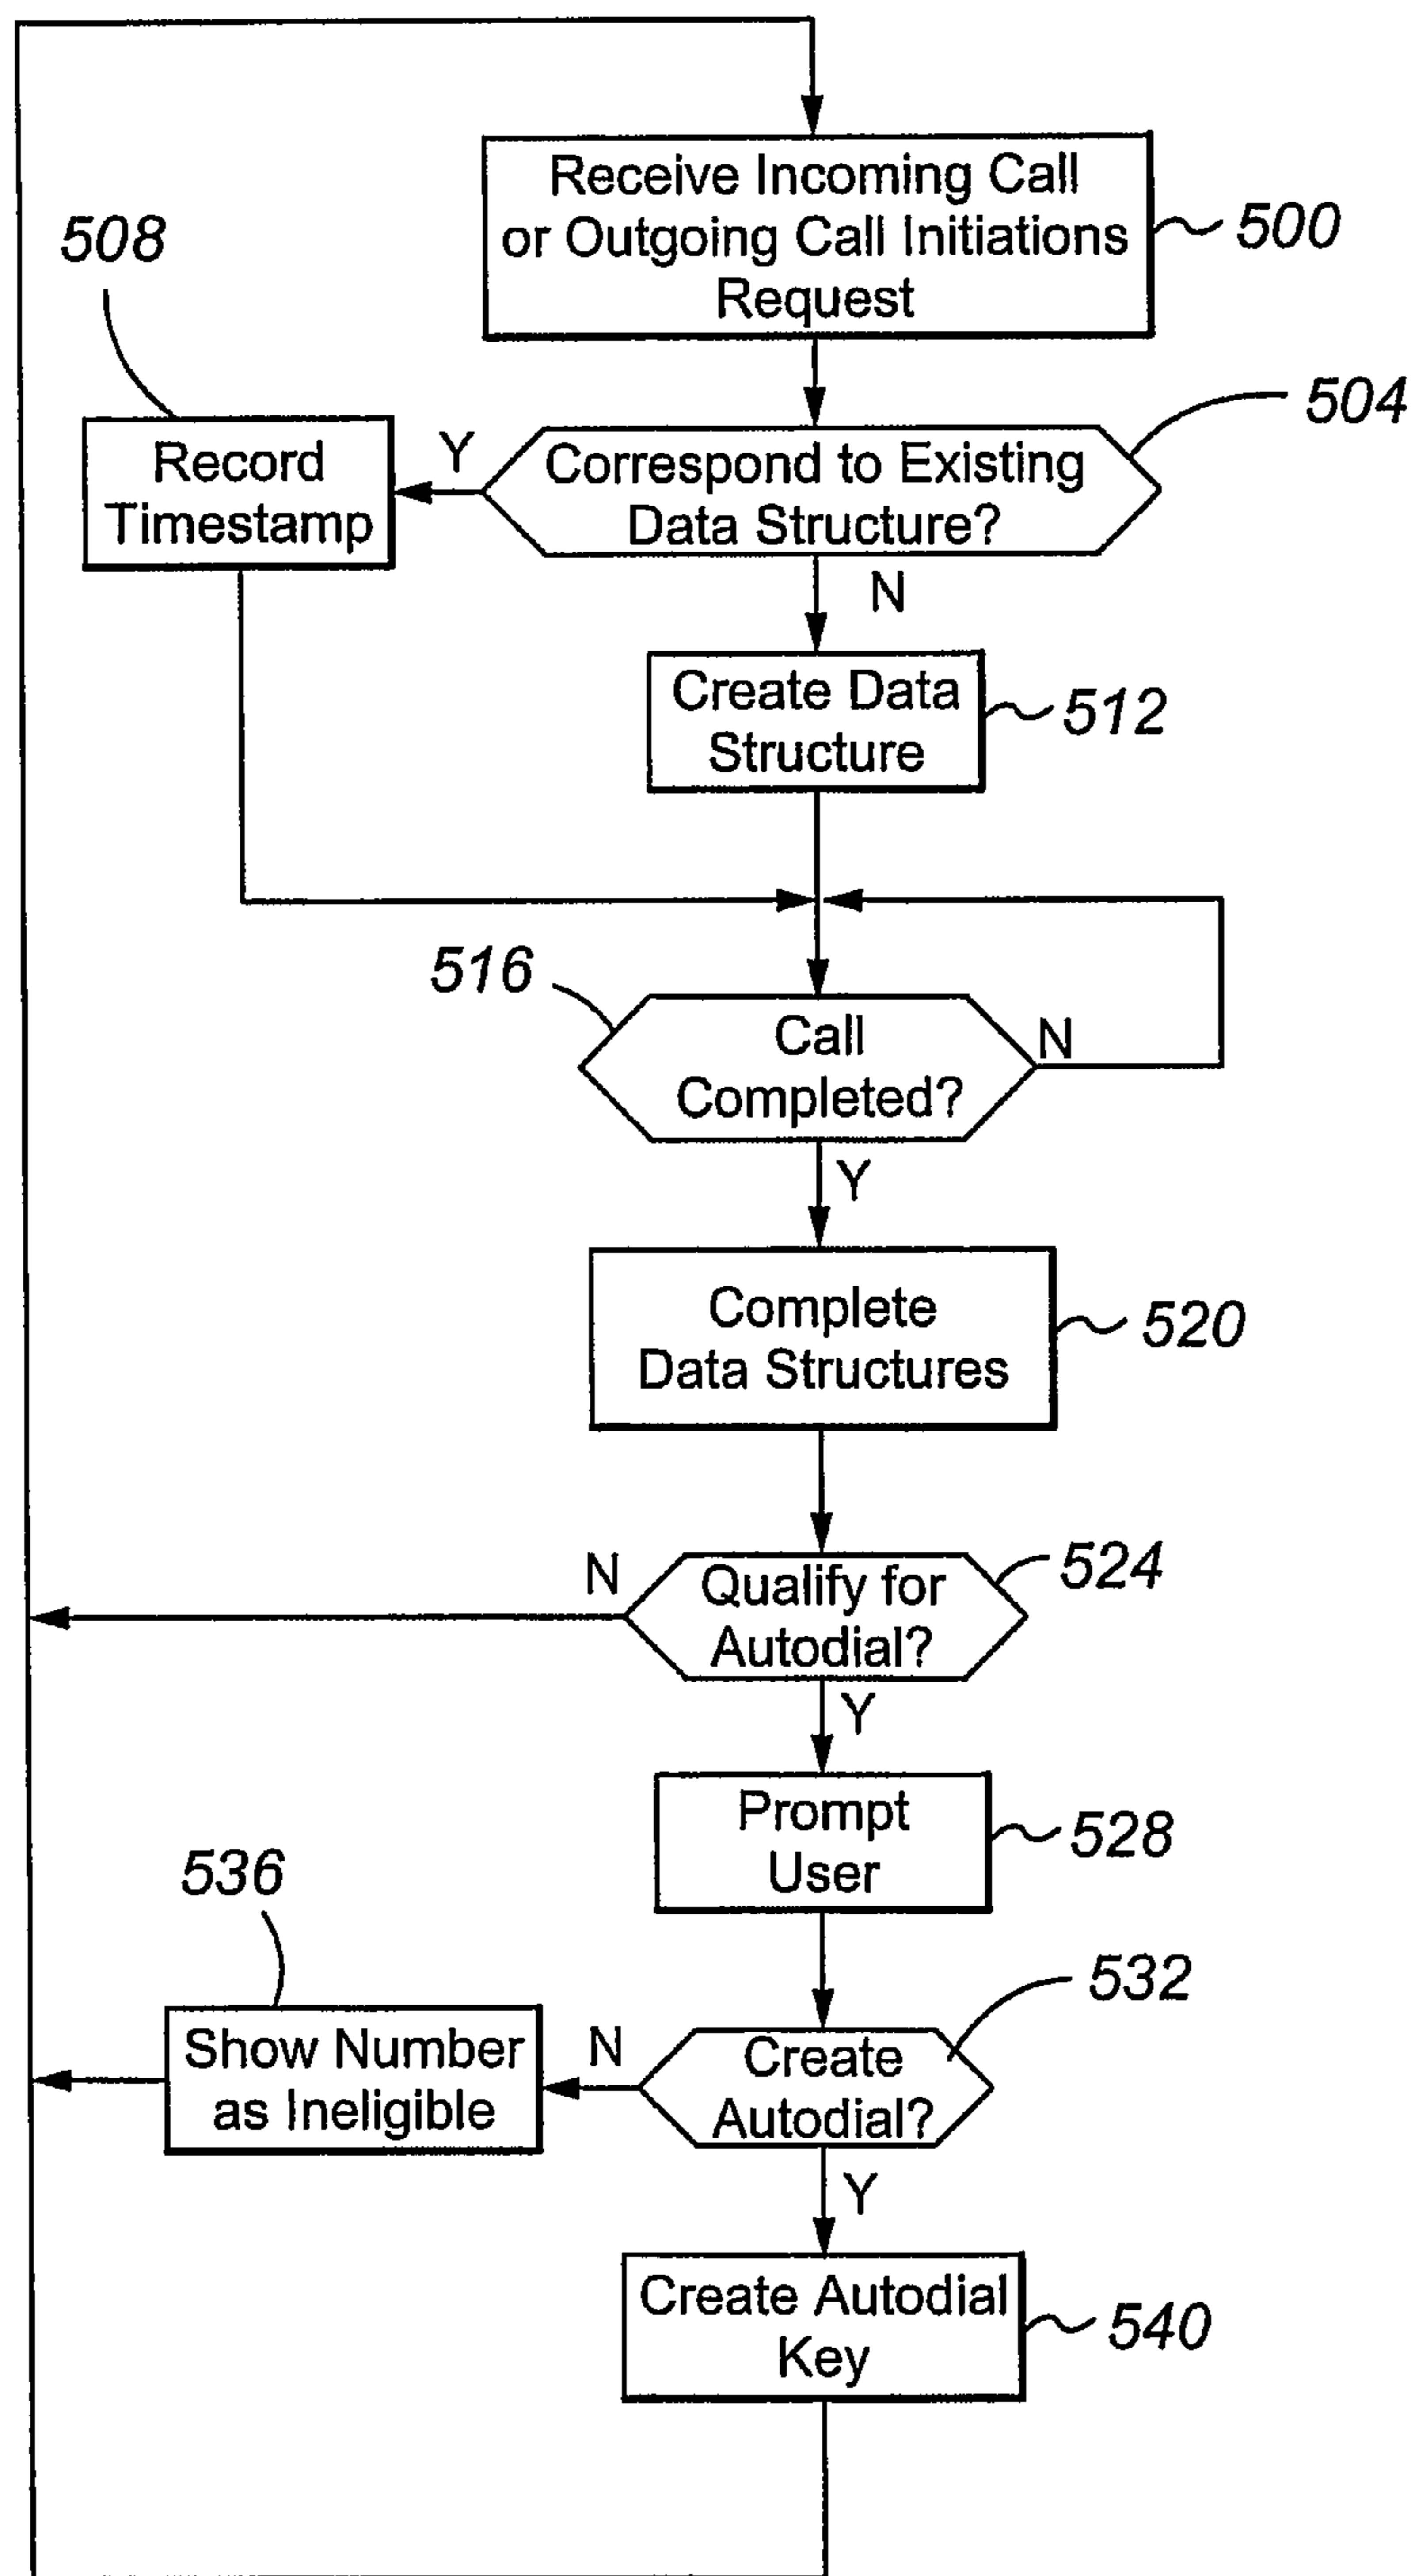 Receive Incoming Call
or Outgoing Call Initiations
Request
500
508
504
Record
Timestamp
Y
Correspond to Existing
Data Structure?
N
Create Data
Structure
512
516
Call
Completed?
N
Y
Complete
Data Structures
520
N
Qualify for
Autodial?
524
Y
Prompt
User
528
536
532
Show Number
as Ineligible
N
Create
Autodial?
Y
Create Autodial
Key
540